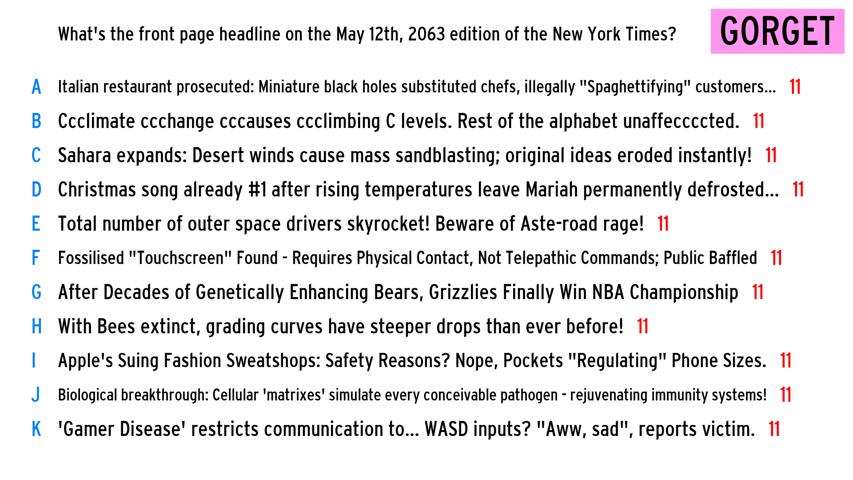 What's the front page headline on the May 12th, 2063 edition of the New York Times?
GORGET
A Italian restaurant prosecuted: Miniature black holes substituted chefs, illegally "Spaghettifying" customers... 11
B Ccclimate ccchange cccauses ccclimbing C levels. Rest of the alphabet unaffecccccted. 11
C Sahara expands: Desert winds cause mass sandblasting; original ideas eroded instantly! 11
D Christmas song already #1 after rising temperatures leave Mariah permanently defrosted... 11
E Total number of outer space drivers skyrocket! Beware of Aste-road rage! 11
F Fossilised "Touchscreen" Found - Requires Physical Contact, Not Telepathic Commands; Public Baffled 11
G After Decades of Genetically Enhancing Bears, Grizzlies Finally Win NBA Championship 11
H With Bees extinct, grading curves have steeper drops than ever before! 11
I Apple's Suing Fashion Sweatshops: Safety Reasons? Nope, Pockets "Regulating" Phone Sizes. 11
J Biological breakthrough: Cellular 'matrixes' simulate every conceivable pathogen - rejuvenating immunity systems! 11
K 'Gamer Disease' restricts communication to... WASD inputs? "Aww, sad", reports victim. 11